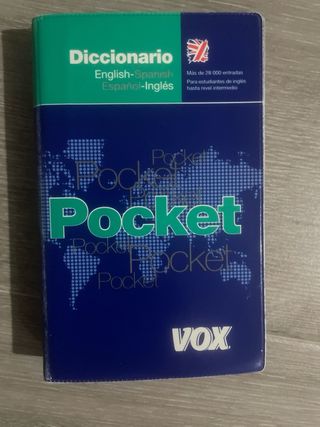 Diccionario
English-Spanish
Español-Inglés
Más de 28 000 entradas
Para estudiantes de inglés
hasta nivel intermedio
Pocket
Pocket
Pocket
Pocket
Pocket
Pocket
Pocket
VOX